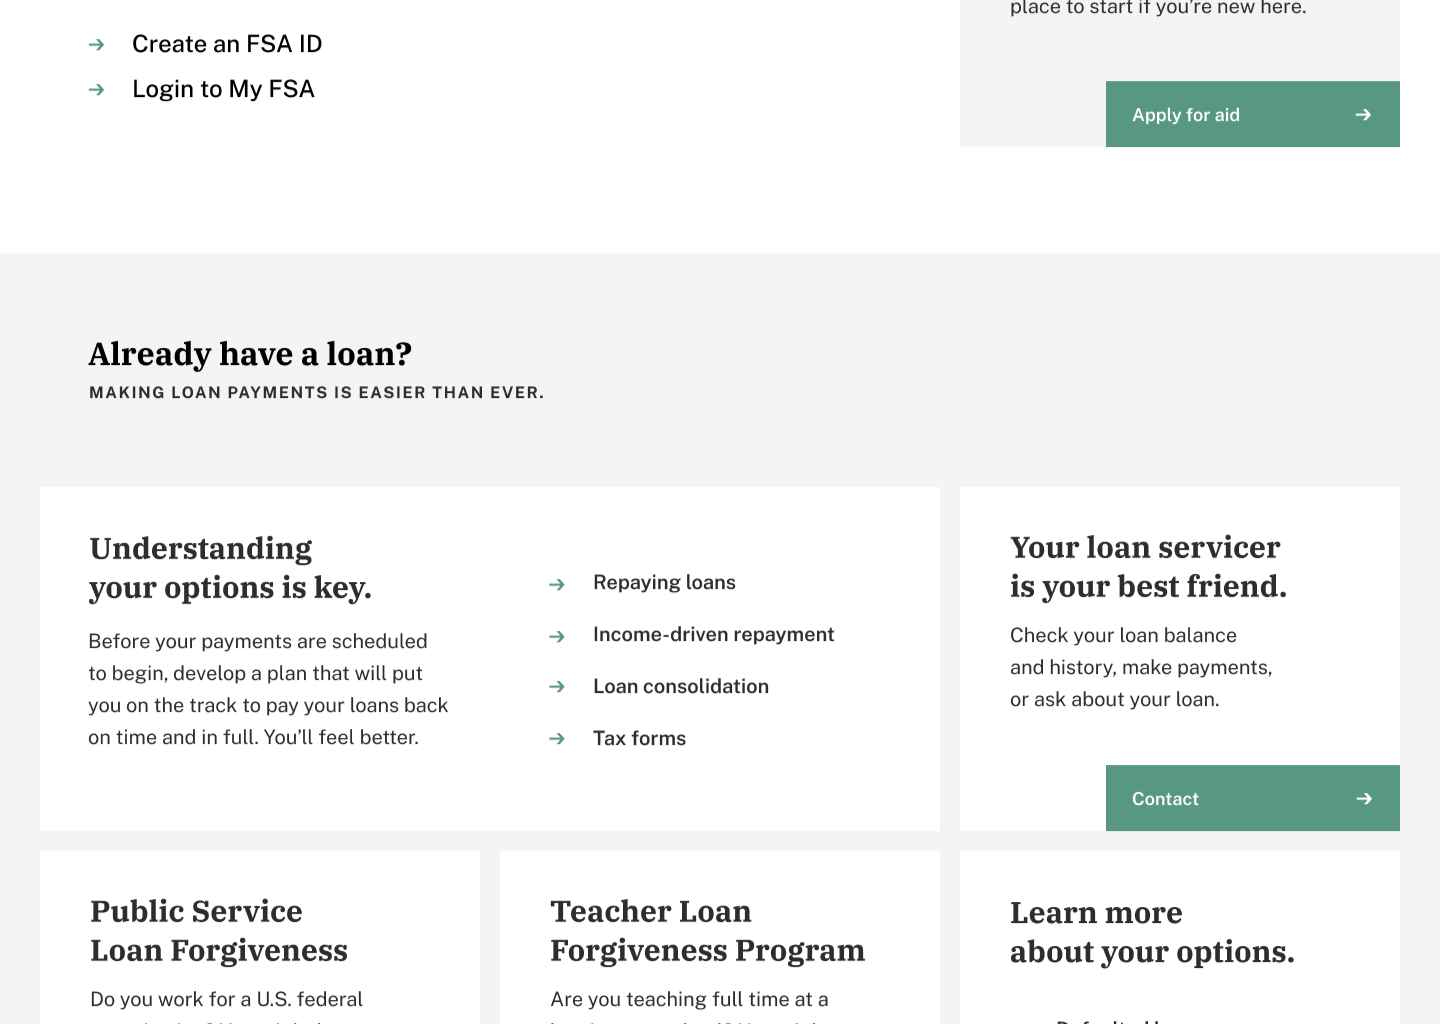 place to start if you’re new here.
Create an FSA ID
Login to My FSA
Apply for aid
Already have a loan?
MAKING LOAN PAYMENTS IS EASIER THAN EVER.
Understanding
your options is key.
Before your payments are scheduled
to begin, develop a plan that will put
you on the track to pay your loans back
on time and in full. You’ll feel better.
Repaying loans
Income-driven repayment
Loan consolidation
Tax forms
Your loan servicer
is your best friend.
Check your loan balance
and history, make payments,
or ask about your loan.
Contact
Public Service
Loan Forgiveness
Do you work for a U.S. federal
Teacher Loan
Forgiveness Program
Are you teaching full time at a
Learn more
about your options.